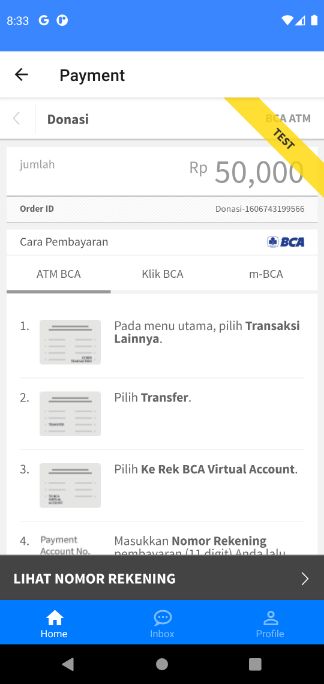 8:33 G
Payment
Donasi
BCA ATM
TEST
jumlah
Rp 50,000
Order ID
Donasi-1606743199566
Cara Pembayaran
BCA
ATM BCA
Klik BCA
m-BCA
1.
Pada menu utama, pilih Transaksi
Lainnya.
2.
Pilih Transfer.
3.
Pilih Ke Rek BCA Virtual Account.
4.
Payment
Account No.
Masukkan Nomor Rekening
pembayaran (11 digit) Anda lalu
LIHAT NOMOR REKENING
Home
Inbox
Profile